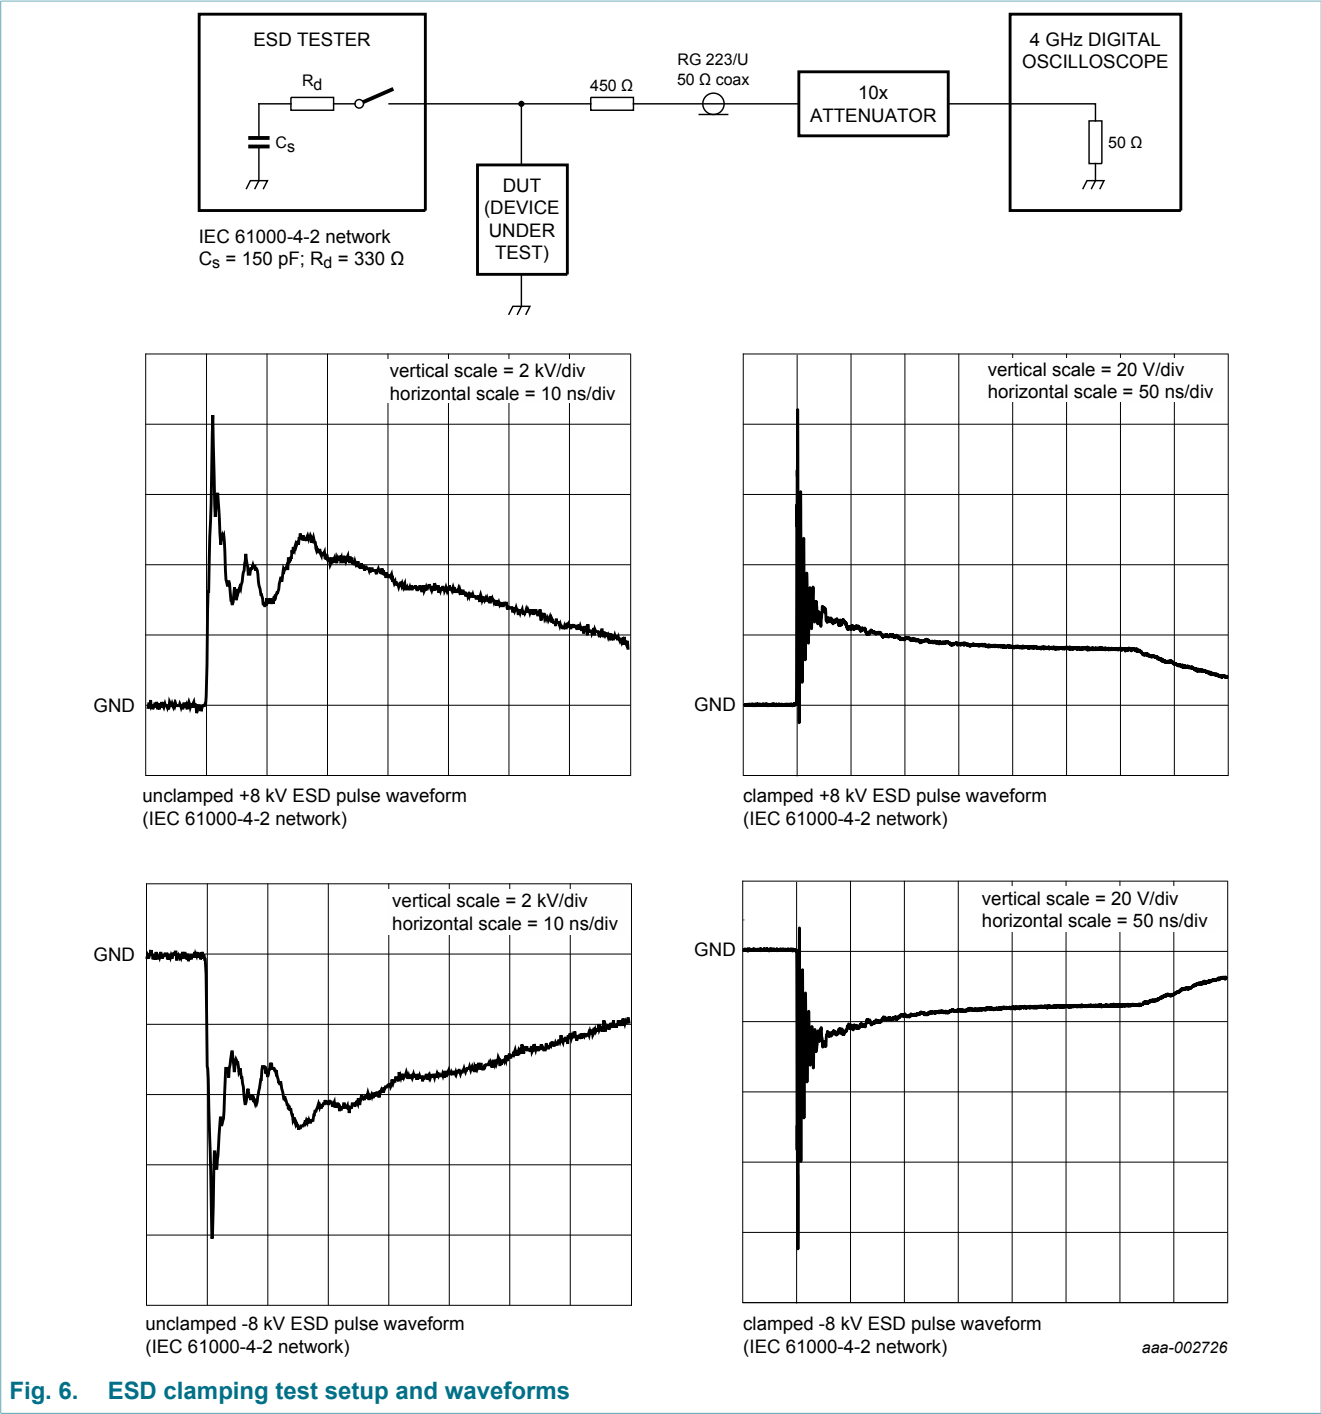 ESD TESTER
Rd
Cs
IEC 61000-4-2 network
Cs = 150 pF; Rd = 330 Ω
DUT
(DEVICE
UNDER
TEST)
450 Ω
RG 223/U
50 Ω coax
10x
ATTENUATOR
4 GHz DIGITAL
OSCILLOSCOPE
50 Ω
vertical scale = 2 kV/div
horizontal scale = 10 ns/div
GND
unclamped +8 kV ESD pulse waveform
(IEC 61000-4-2 network)
vertical scale = 20 V/div
horizontal scale = 50 ns/div
GND
clamped +8 kV ESD pulse waveform
(IEC 61000-4-2 network)
vertical scale = 2 kV/div
horizontal scale = 10 ns/div
GND
unclamped -8 kV ESD pulse waveform
(IEC 61000-4-2 network)
vertical scale = 20 V/div
horizontal scale = 50 ns/div
GND
clamped -8 kV ESD pulse waveform
(IEC 61000-4-2 network)
aaa-002726
Fig. 6. ESD clamping test setup and waveforms